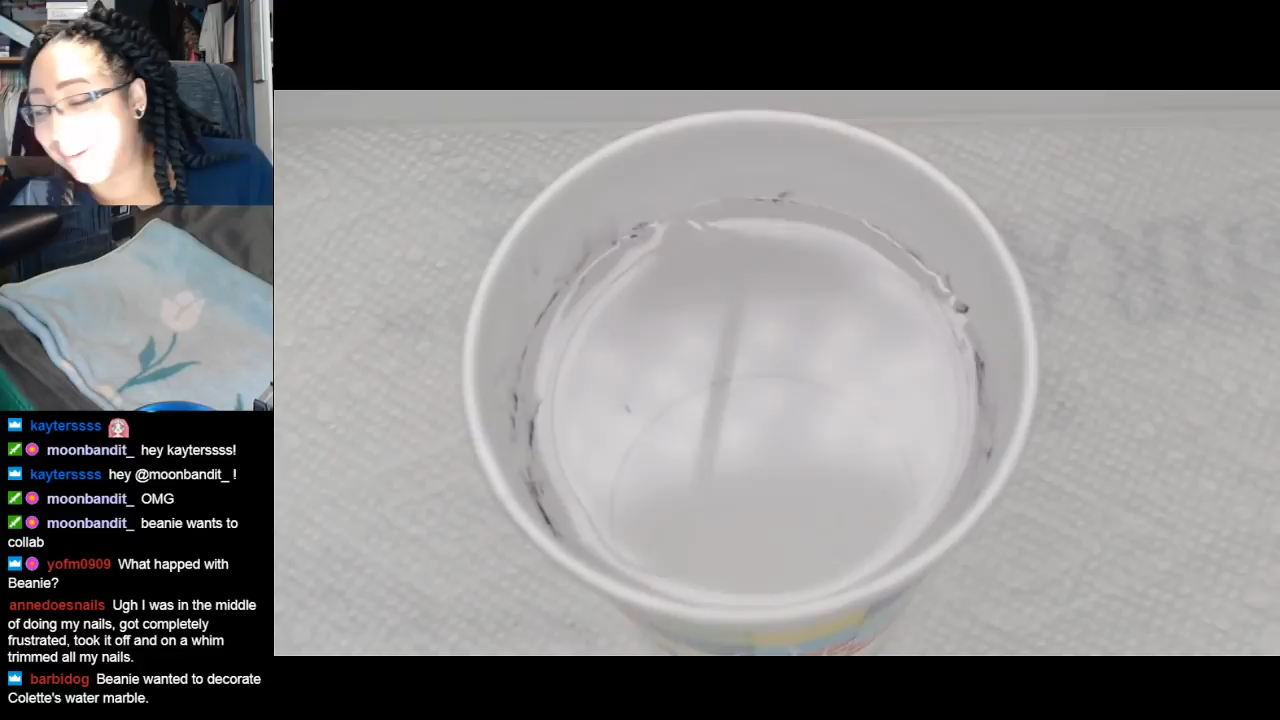 kayterssss
moonbandit_ hey kayterssss!
kayterssss hey @moonbandit_ !
moonbandit_ OMG
moonbandit_ beanie wants to
collab
yofm0909 What happed with
Beanie?
annedoesnails Ugh I was in the middle
of doing my nails, got completely
frustrated, took it off and on a whim
trimmed all my nails.
barbidog Beanie wanted to decorate
Colette's water marble.